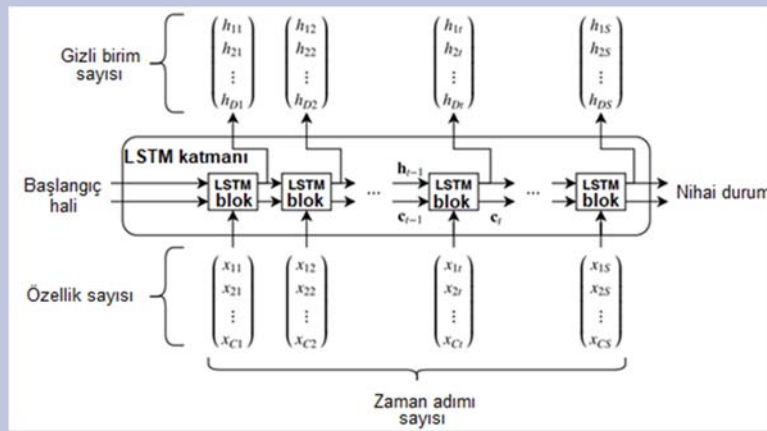 Gizli birim
sayısı
h11 h12 h1t h1S
h21 h22 h2t h2S
⋮ ⋮ ⋮ ⋮
hD1 hD2 hDt hDS
LSTM katmanı
Başlangıç
hali
LSTM
blok
LSTM
blok
...
ht−1
ct−1
LSTM
blok
ct
...
LSTM
blok
Nihai durum
Özellik sayısı
x11 x12 x1t x1S
x21 x22 x2t x2S
⋮ ⋮ ⋮ ⋮
xC1 xC2 xCt xCS
Zaman adımı
sayısı